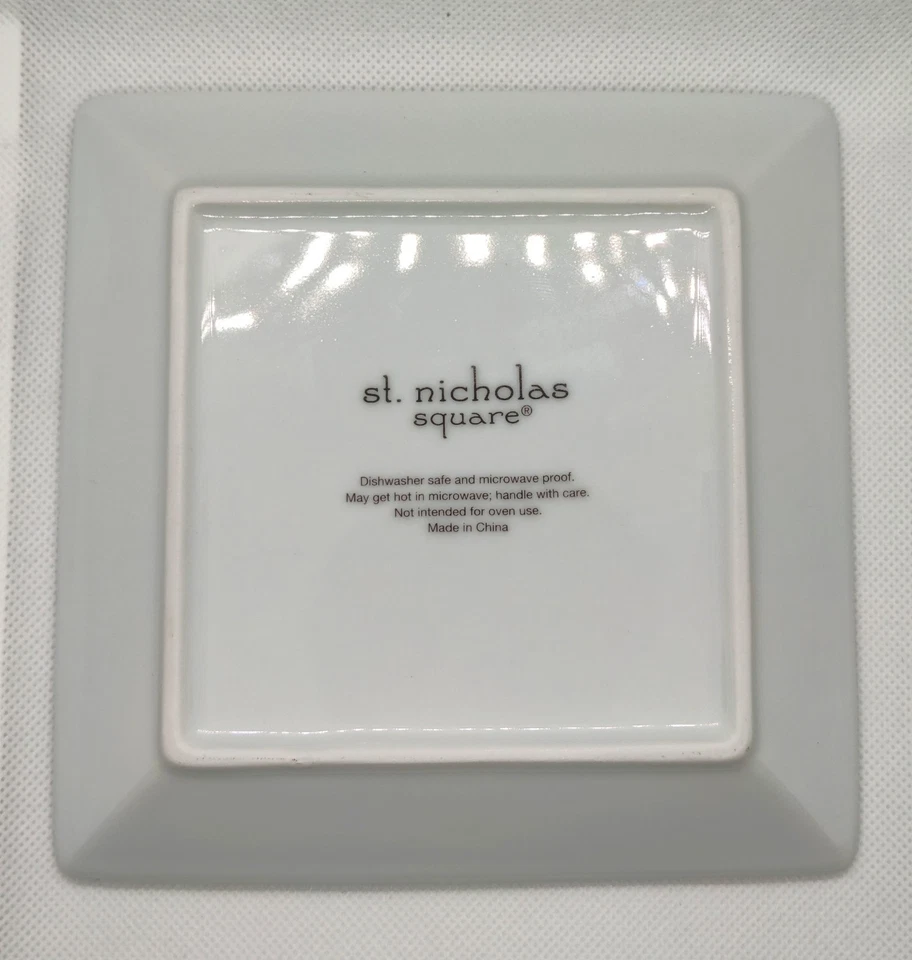 st. nicholas
square®
Dishwasher safe and microwave proof.
May get hot in microwave; handle with care.
Not intended for oven use.
Made in China